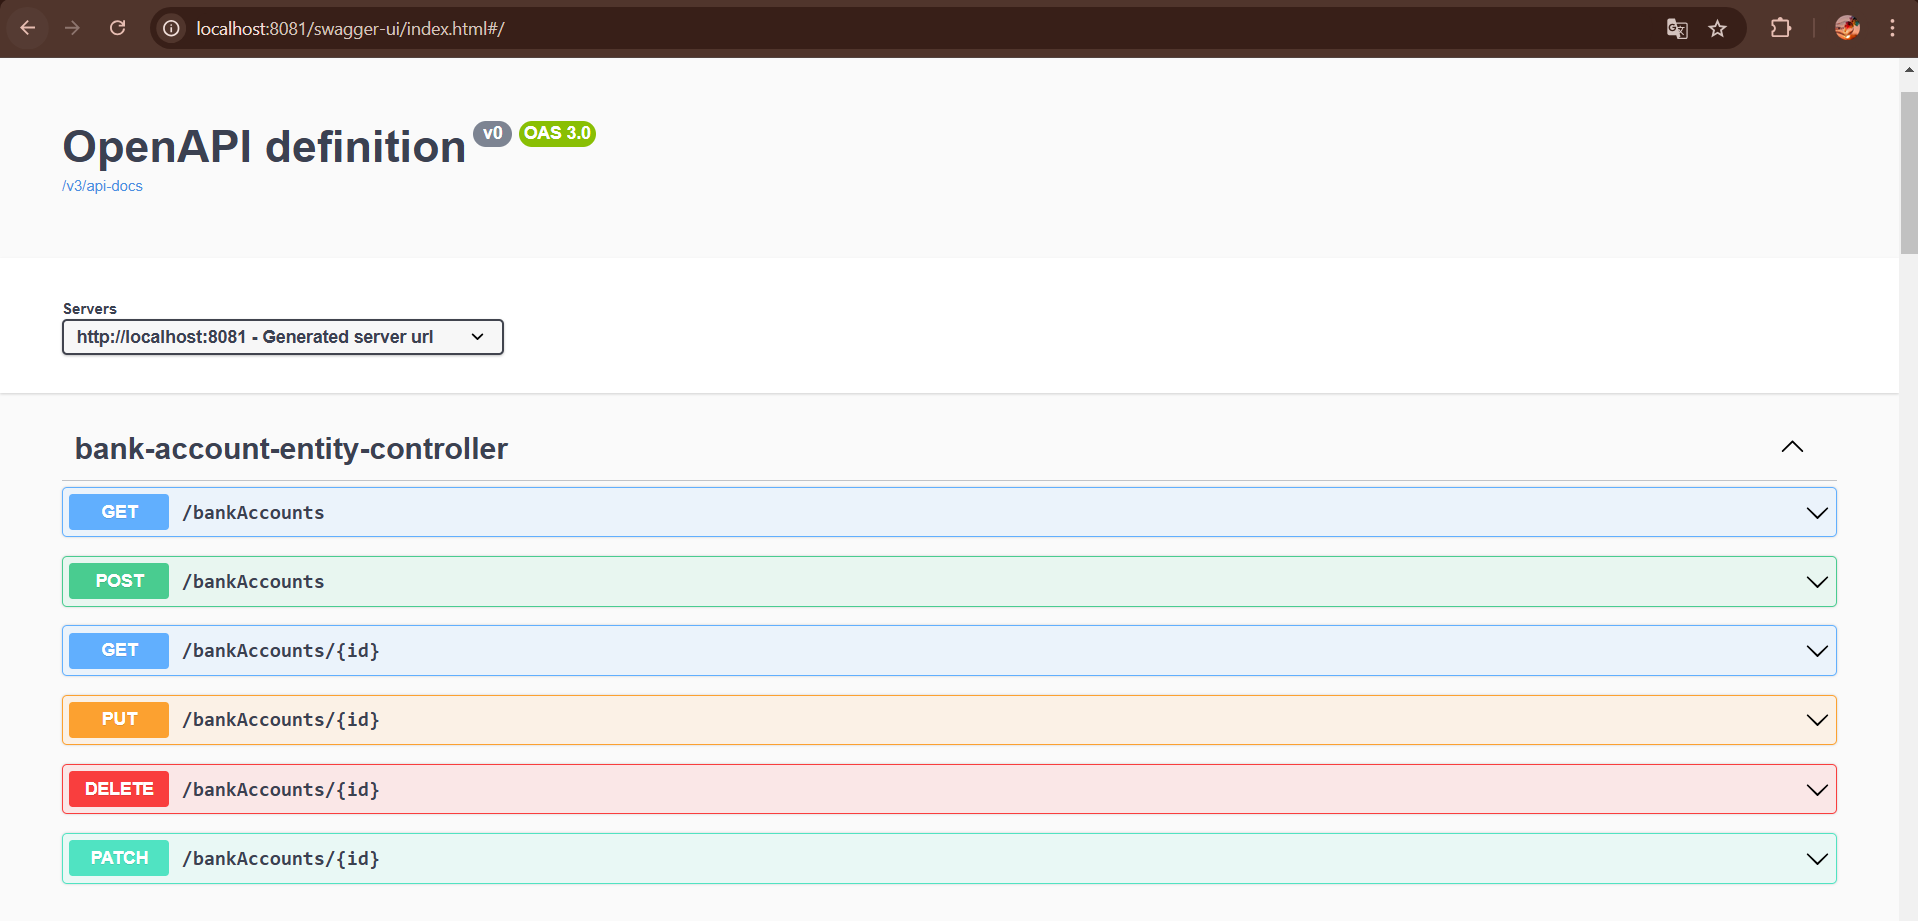 localhost:8081/swagger-ui/index.html#/
OpenAPI definition v0 OAS 3.0
/v3/api-docs
Servers
http://localhost:8081 - Generated server url
bank-account-entity-controller
GET /bankAccounts
POST /bankAccounts
GET /bankAccounts/{id}
PUT /bankAccounts/{id}
DELETE /bankAccounts/{id}
PATCH /bankAccounts/{id}